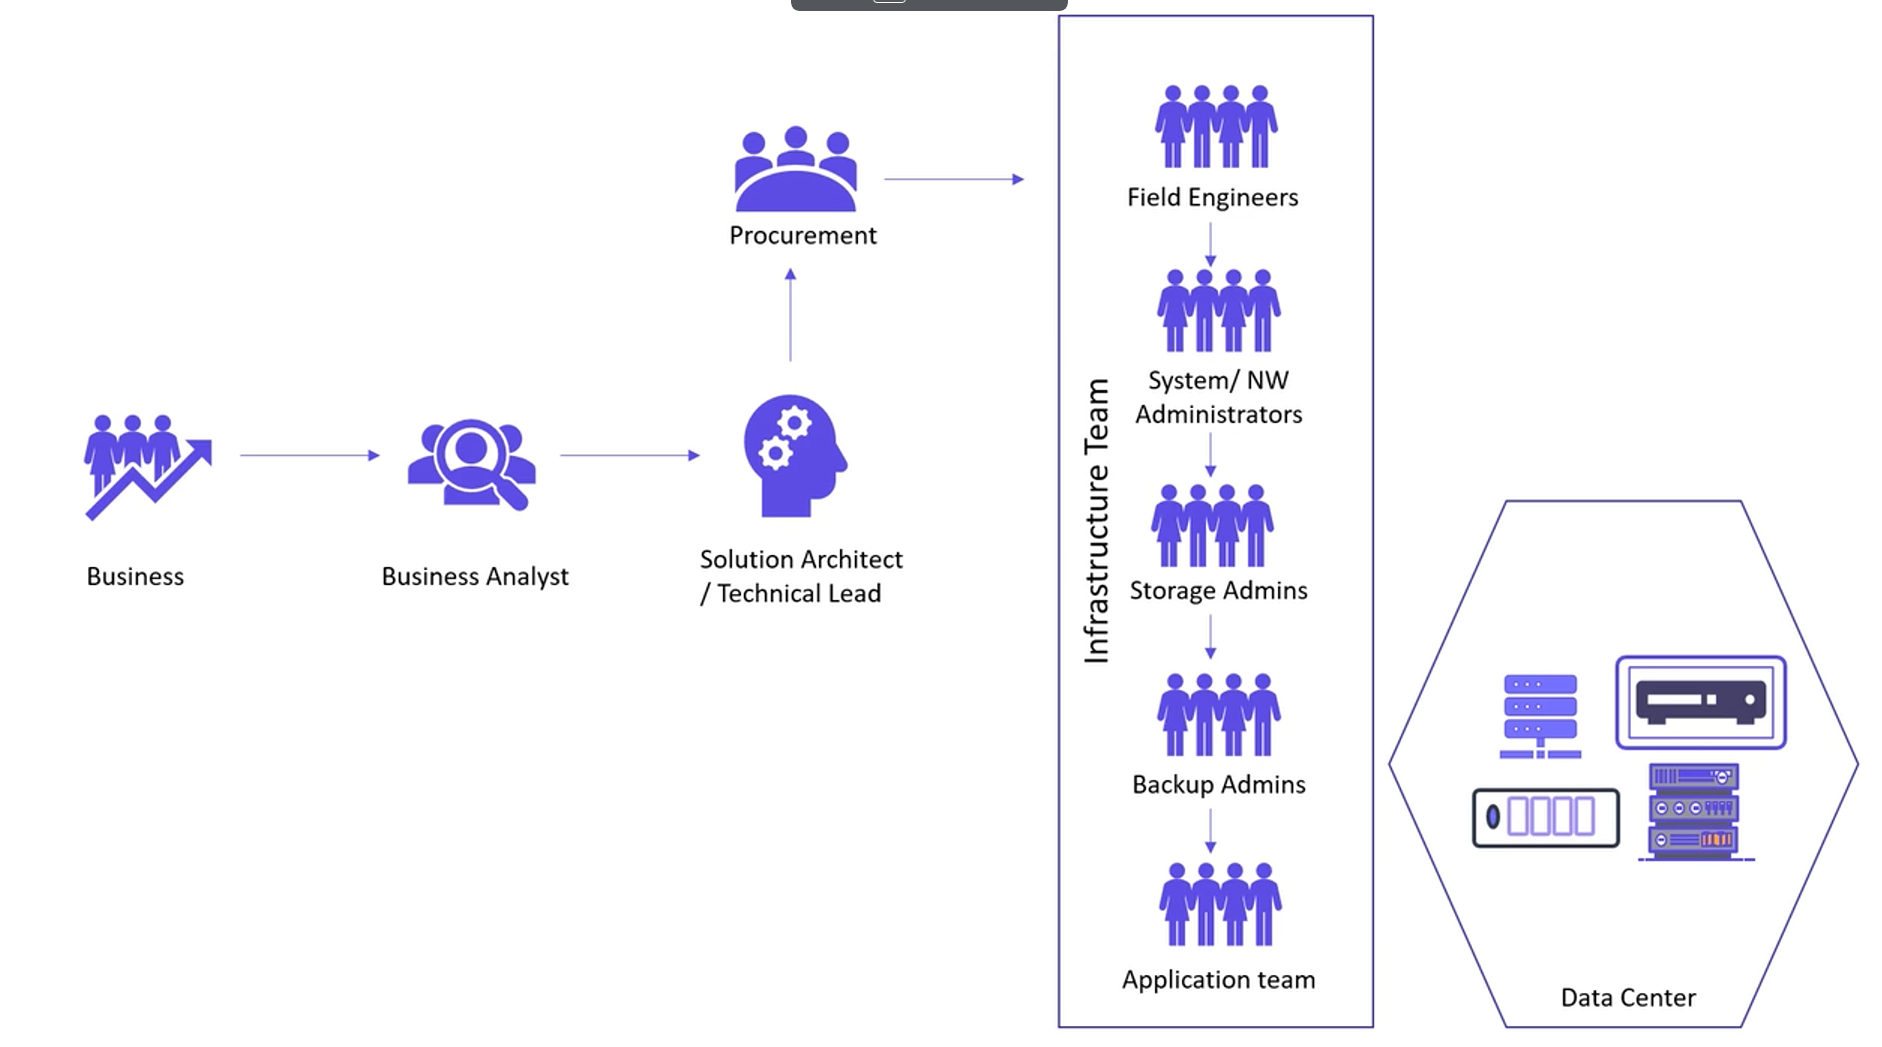 Procurement
Business
Business Analyst
Solution Architect
/ Technical Lead
Infrastructure Team
Field Engineers
System/ NW
Administrators
Storage Admins
Backup Admins
Application team
Data Center